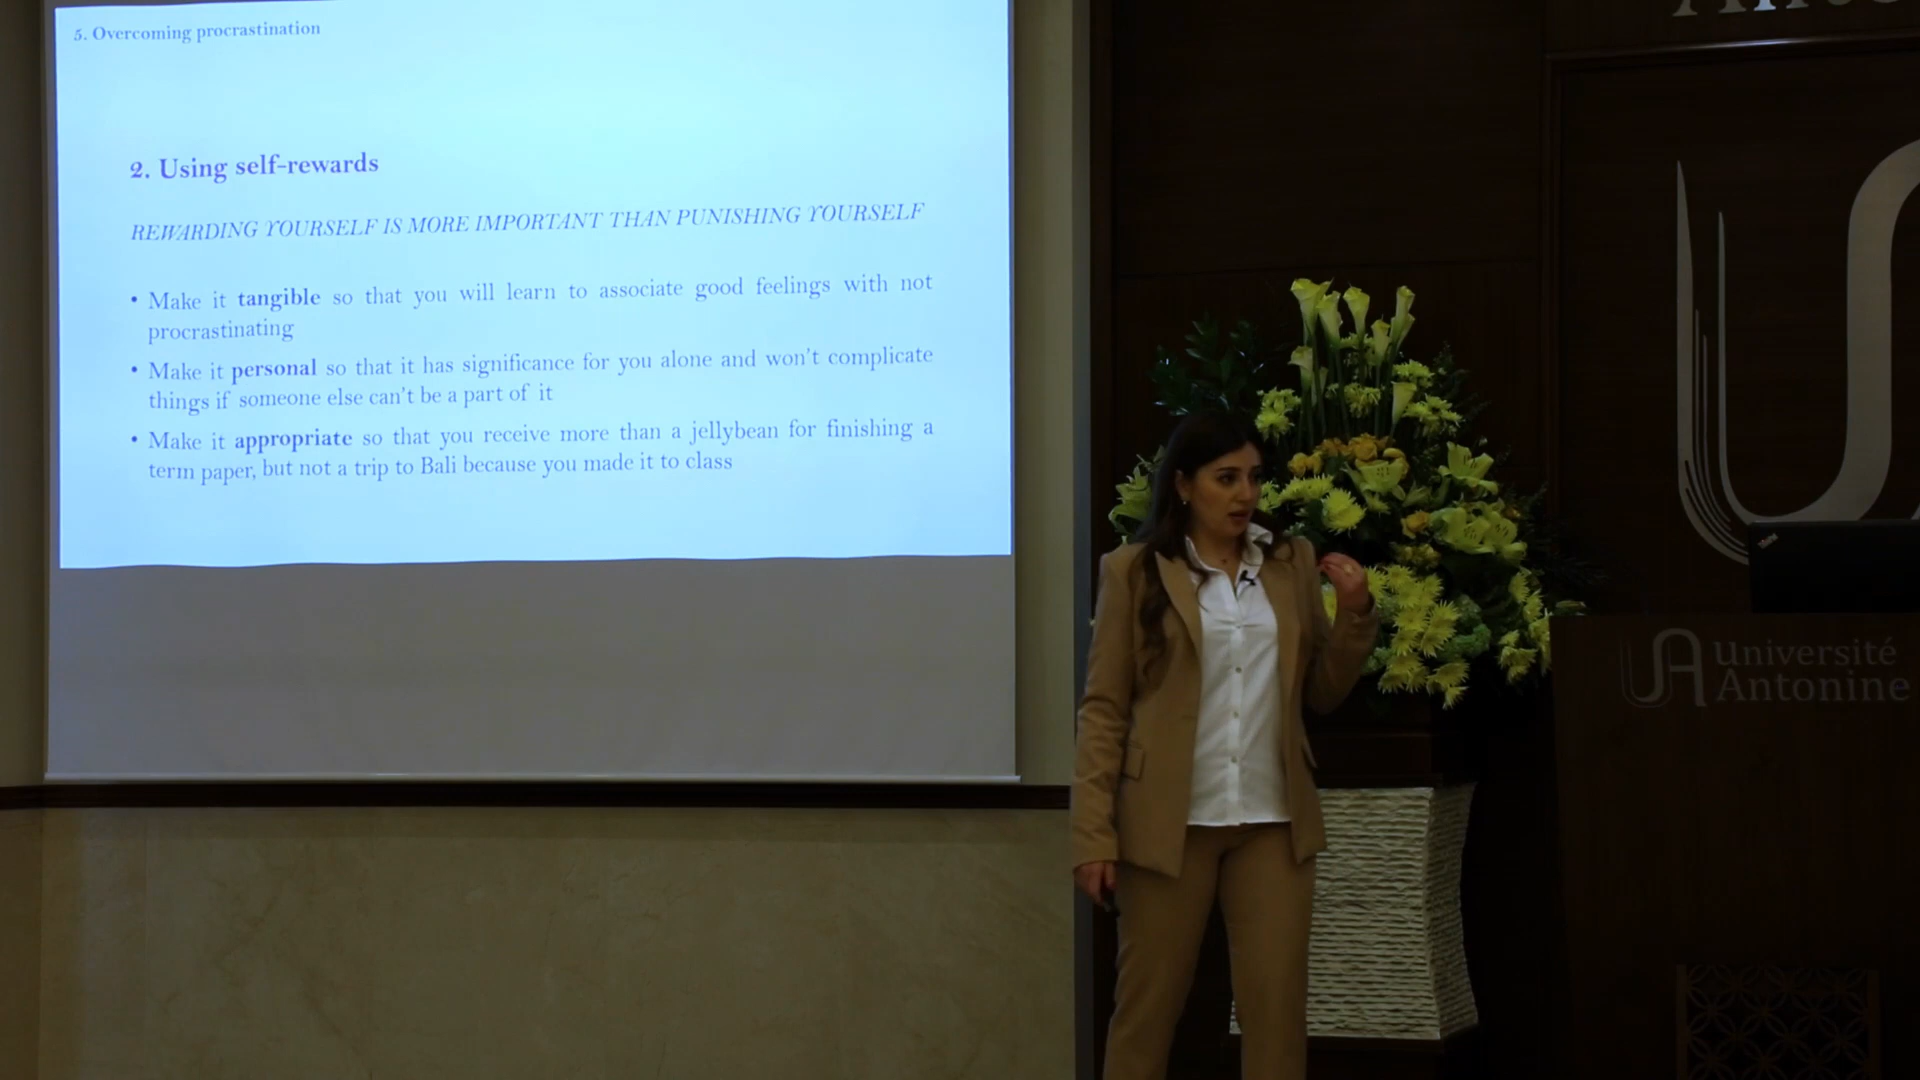 5. Overcoming procrastination
2. Using self-rewards
REWARDING YOURSELF IS MORE IMPORTANT THAN PUNISHING YOURSELF
• Make it tangible so that you will learn to associate good feelings with not
procrastinating
• Make it personal so that it has significance for you alone and won't complicate
things if someone else can't be a part of it
• Make it appropriate so that you receive more than a jellybean for finishing a
term paper, but not a trip to Bali because you made it to class
UA
Université
Antonine